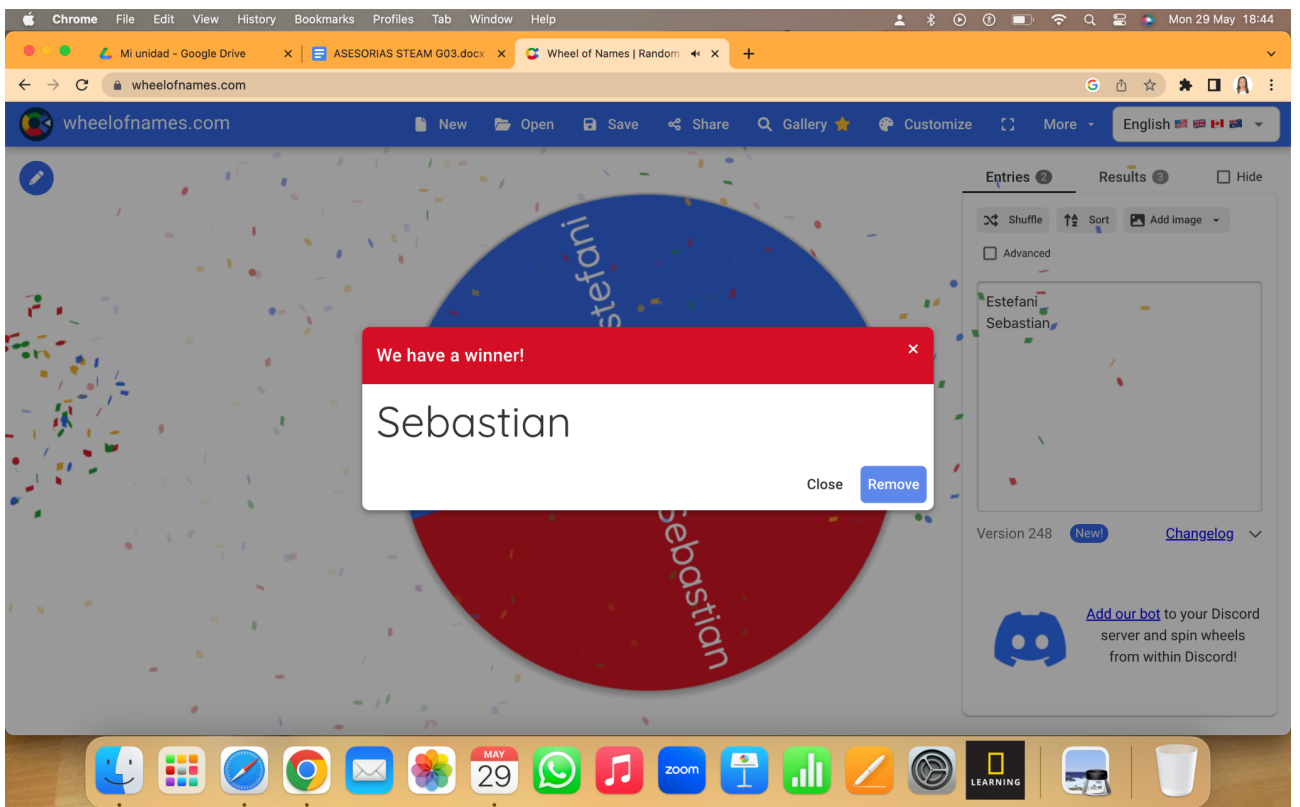 Chrome File Edit View History Bookmarks Profiles Tab Window Help Mon 29 May 18:44
Mi unidad - Google Drive ASESORIAS STEAM G03.docx Wheel of Names | Random
wheelofnames.com
wheelofnames.com New Open Save Share Gallery Customize More English
Entries 2 Results 3 Hide
Shuffle Sort Add image
Advanced
Estefani
Sebastian
stefani
We have a winner!
Sebastian
Close Remove
Sebastian
Version 248 New! Changelog
Add our bot to your Discord
server and spin wheels
from within Discord!
MAY
29
zoom
LEARNING